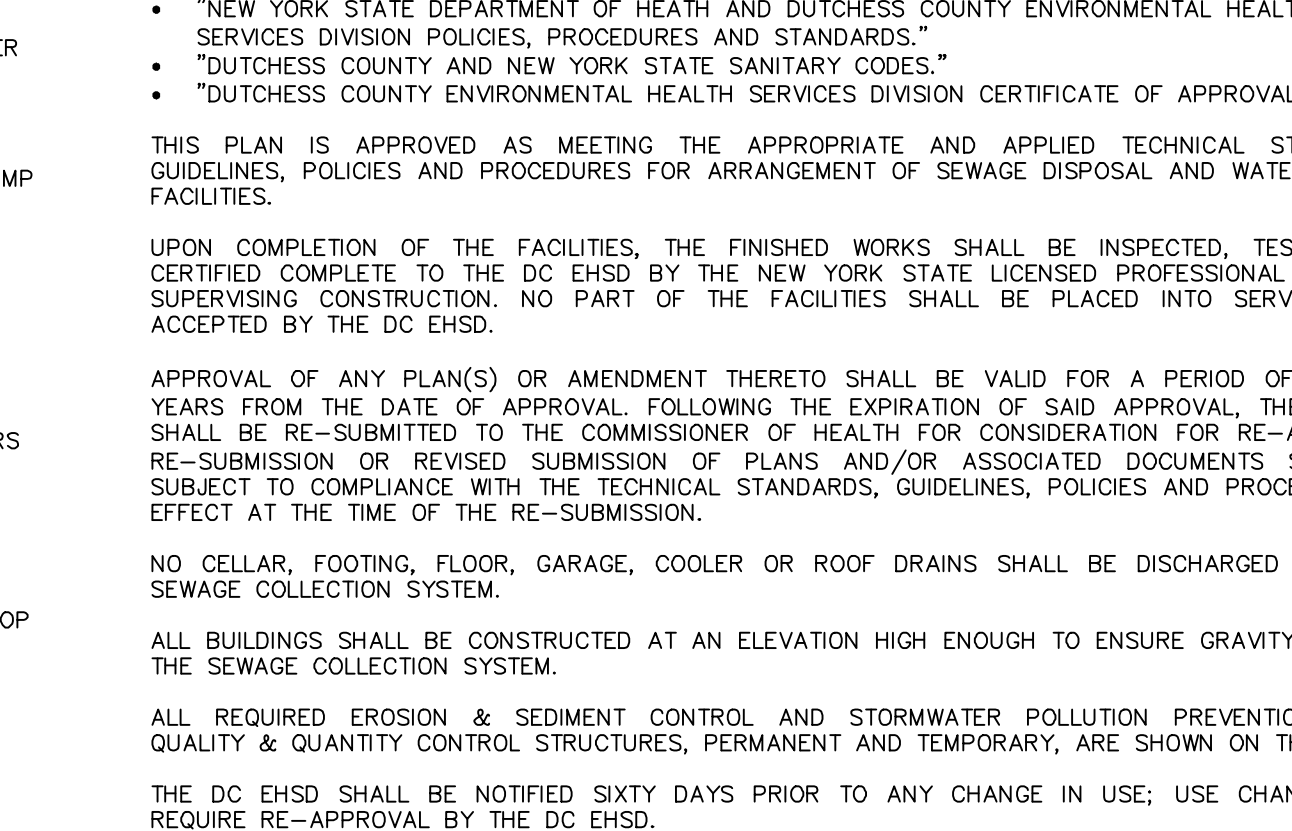 • "NEW YORK STATE DEPARTMENT OF HEATH AND DUTCHESS COUNTY ENVIRONMENTAL
SERVICES DIVISION POLICIES, PROCEDURES AND STANDARDS."
ER
• "DUTCHESS COUNTY AND NEW YORK STATE SANITARY CODES."
• "DUTCHESS COUNTY ENVIRONMENTAL HEALTH SERVICES DIVISION CERTIFICATE OF APPROVAL
THIS PLAN IS APPROVED AS MEETING THE APPROPRIATE AND APPLIED TECHNICAL
GUIDELINES, POLICIES AND PROCEDURES FOR ARRANGEMENT OF SEWAGE DISPOSAL AND
MP
FACILITIES.
UPON COMPLETION OF THE FACILITIES, THE FINISHED WORKS SHALL BE INSPECTED,
CERTIFIED COMPLETE TO THE DC EHSD BY THE NEW YORK STATE LICENSED PROFESSIONAL
SUPERVISING CONSTRUCTION. NO PART OF THE FACILITIES SHALL BE PLACED INTO
ACCEPTED BY THE DC EHSD.
APPROVAL OF ANY PLAN(S) OR AMENDMENT THERETO SHALL BE VALID FOR A PERIOD OF
YEARS FROM THE DATE OF APPROVAL. FOLLOWING THE EXPIRATION OF SAID APPROVAL, THE
SHALL BE RE-SUBMITTED TO THE COMMISSIONER OF HEALTH FOR CONSIDERATION FOR
RS
RE-SUBMISSION OR REVISED SUBMISSION OF PLANS AND/OR ASSOCIATED DOCUMENTS
SUBJECT TO COMPLIANCE WITH THE TECHNICAL STANDARDS, GUIDELINES, POLICIES AND
EFFECT AT THE TIME OF THE RE-SUBMISSION.
NO CELLAR, FOOTING, FLOOR, GARAGE, COOLER OR ROOF DRAINS SHALL BE DISCHARGED
SEWAGE COLLECTION SYSTEM.
OP
ALL BUILDINGS SHALL BE CONSTRUCTED AT AN ELEVATION HIGH ENOUGH TO ENSURE GRAVITY
THE SEWAGE COLLECTION SYSTEM.
ALL REQUIRED EROSION & SEDIMENT CONTROL AND STORMWATER POLLUTION
QUALITY & QUANTITY CONTROL STRUCTURES, PERMANENT AND TEMPORARY, ARE SHOWN ON
THE DC EHSD SHALL BE NOTIFIED SIXTY DAYS PRIOR TO ANY CHANGE IN USE; USE
REQUIRE RE-APPROVAL BY THE DC EHSD.